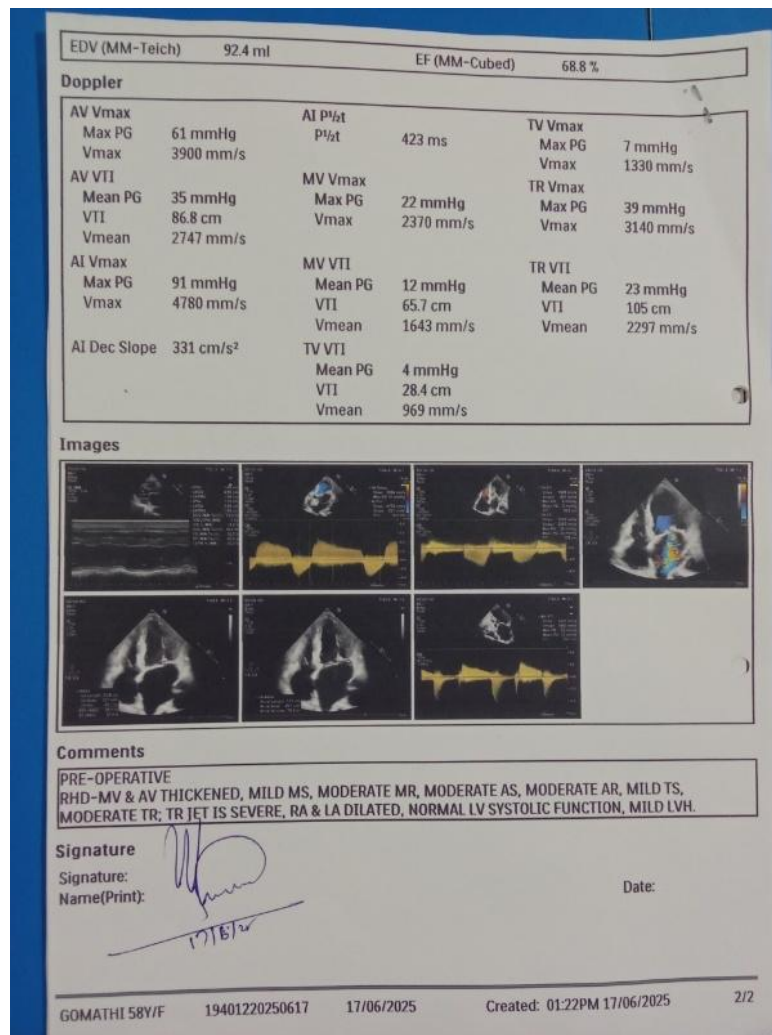 EDV (MM-Teich) 92.4 ml EF (MM-Cubed) 68.8 %
Doppler
AV Vmax
Max PG 61 mmHg
Vmax 3900 mm/s
AV VTI
Mean PG 35 mmHg
VTI 86.8 cm
Vmean 2747 mm/s
AI Vmax
Max PG 91 mmHg
Vmax 4780 mm/s
AI Dec Slope 331 cm/s²
AI P½t
P½t 423 ms
MV Vmax
Max PG 22 mmHg
Vmax 2370 mm/s
MV VTI
Mean PG 12 mmHg
VTI 65.7 cm
Vmean 1643 mm/s
TV VTI
Mean PG 4 mmHg
VTI 28.4 cm
Vmean 969 mm/s
TV Vmax
Max PG 7 mmHg
Vmax 1330 mm/s
TR Vmax
Max PG 39 mmHg
Vmax 3140 mm/s
TR VTI
Mean PG 23 mmHg
VTI 105 cm
Vmean 2297 mm/s
Images
Comments
PRE-OPERATIVE
RHD-MV & AV THICKENED, MILD MS, MODERATE MR, MODERATE AS, MODERATE AR, MILD TS,
MODERATE TR; TR JET IS SEVERE, RA & LA DILATED, NORMAL LV SYSTOLIC FUNCTION, MILD LVH.
Signature
Signature:
Name(Print):
Date:
GOMATHI 58Y/F 19401220250617 17/06/2025 Created: 01:22PM 17/06/2025 2/2